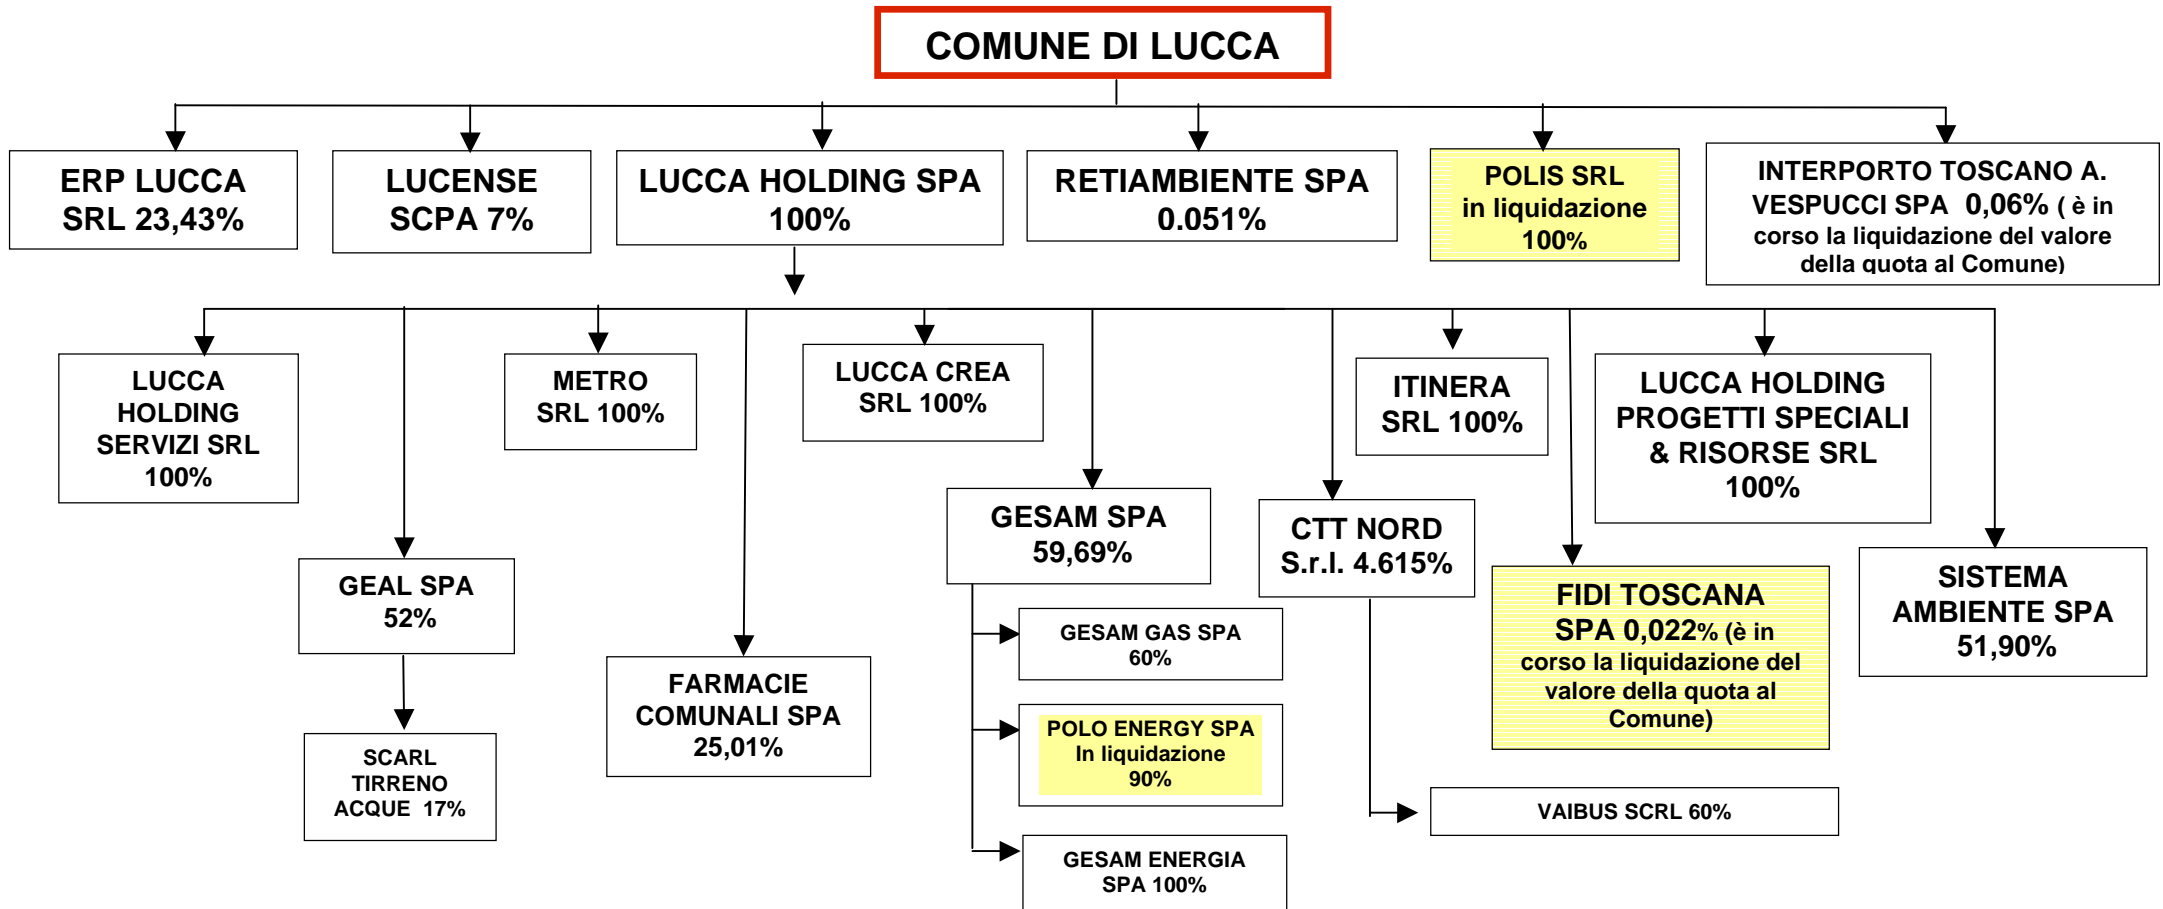 COMUNE DI LUCCA
ERP LUCCA
SRL 23,43%
LUCENSE
SCPA 7%
LUCCA HOLDING SPA
100%
RETIAMBIENTE SPA
0.051%
POLIS SRL
in liquidazione
100%
INTERPORTO TOSCANO A.
VESPUCCI SPA 0,06% ( è in
corso la liquidazione del valore
della quota al Comune)
LUCCA
HOLDING
SERVIZI SRL
100%
METRO
SRL 100%
LUCCA CREA
SRL 100%
ITINERA
SRL 100%
LUCCA HOLDING
PROGETTI SPECIALI
& RISORSE SRL
100%
GESAM SPA
59,69%
CTT NORD
S.r.l. 4.615%
GEAL SPA
52%
FIDI TOSCANA
SPA 0,022% (è in
corso la liquidazione del
valore della quota al
Comune)
SISTEMA
AMBIENTE SPA
51,90%
GESAM GAS SPA
60%
FARMACIE
COMUNALI SPA
25,01%
POLO ENERGY SPA
In liquidazione
90%
SCARL
TIRRENO
ACQUE 17%
VAIBUS SCRL 60%
GESAM ENERGIA
SPA 100%